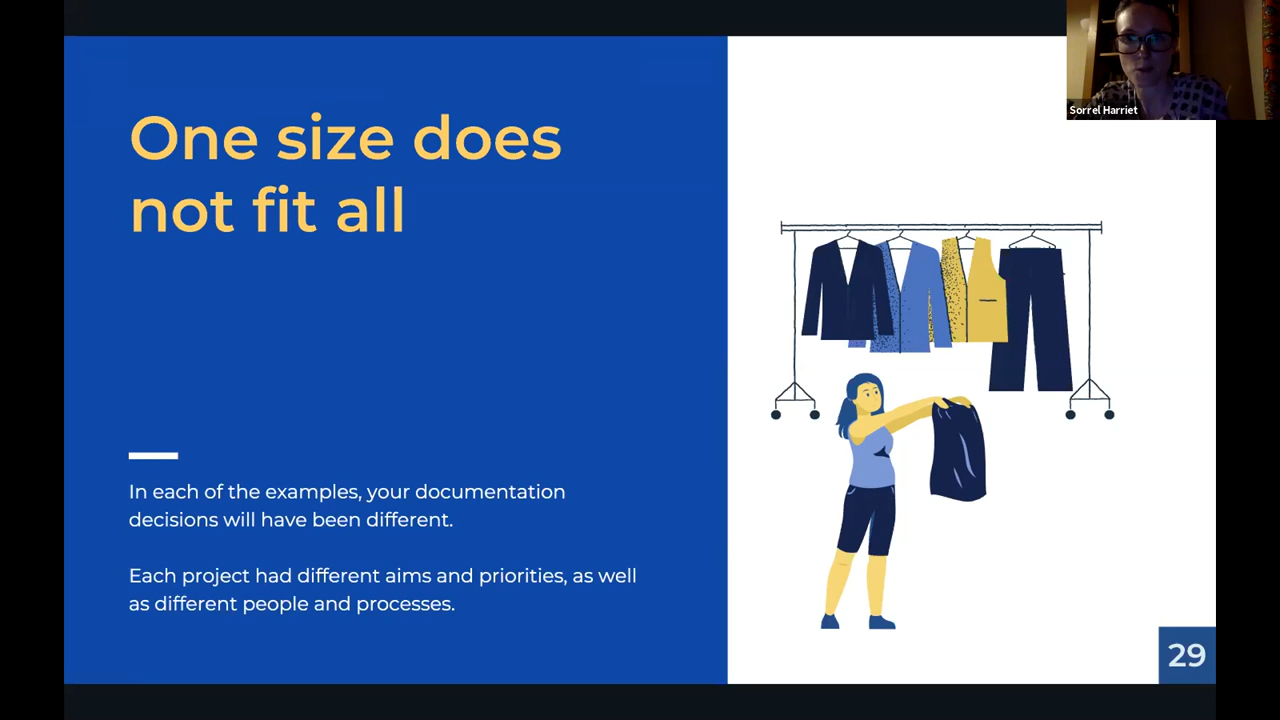 Sorrel Harriet
One size does
not fit all
In each of the examples, your documentation
decisions will have been different.
Each project had different aims and priorities, as well
as different people and processes.
29